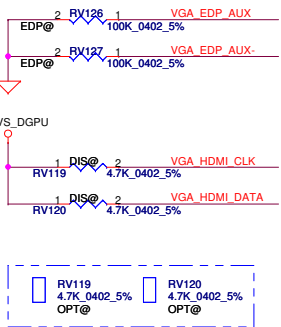 2 RV126 1 VGA_EDP_AUX
EDP@ 100K_0402_5%
2 RV127 1 VGA_EDP_AUX-
EDP@ 100K_0402_5%
VS_DGPU
1 DIS@ 2 VGA_HDMI_CLK
RV119 4.7K_0402_5%
1 DIS@ 2 VGA_HDMI_DATA
RV120 4.7K_0402_5%
RV119 RV120
4.7K_0402_5% 4.7K_0402_5%
OPT@ OPT@